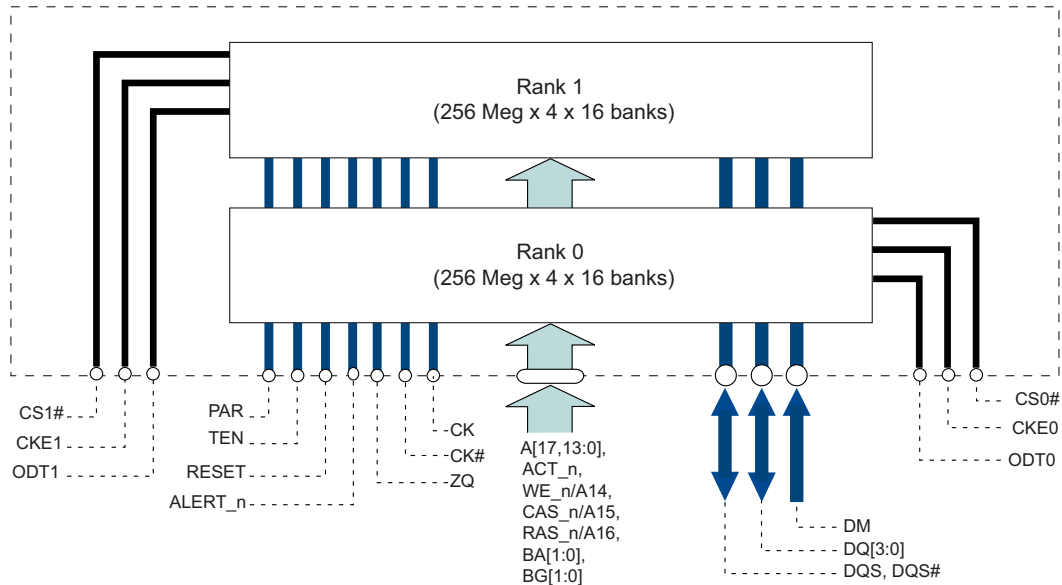 Rank 1
(256 Meg x 4 x 16 banks)
Rank 0
(256 Meg x 4 x 16 banks)
CS1#
CKE1
ODT1
PAR
TEN
RESET
ALERT_n
CK
CK#
ZQ
A[17,13:0],
ACT_n,
WE_n/A14,
CAS_n/A15,
RAS_n/A16,
BA[1:0],
BG[1:0]
DM
DQ[3:0]
DQS, DQS#
CS0#
CKE0
ODT0